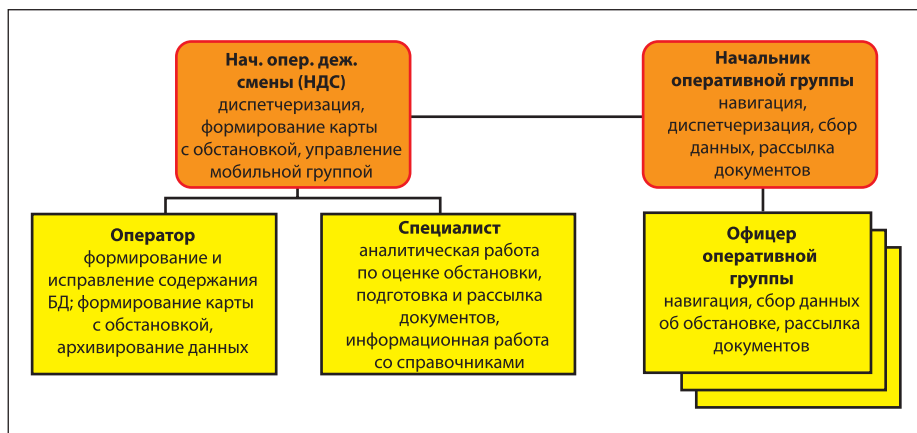 Нач. опер. деж.
смены (НДС)
диспетчеризация,
формирование карты
с обстановкой, управление
мобильной группой
Начальник
оперативной группы
навигация,
диспетчеризация, сбор
данных, рассылка
документов
Оператор
формирование и
исправление содержания
БД; формирование карты
с обстановкой,
архивирование данных
Специалист
аналитическая работа
по оценке обстановки,
подготовка и рассылка
документов,
информационная работа
со справочниками
Офицер
оперативной
группы
навигация, сбор данных
об обстановке, рассылка
документов